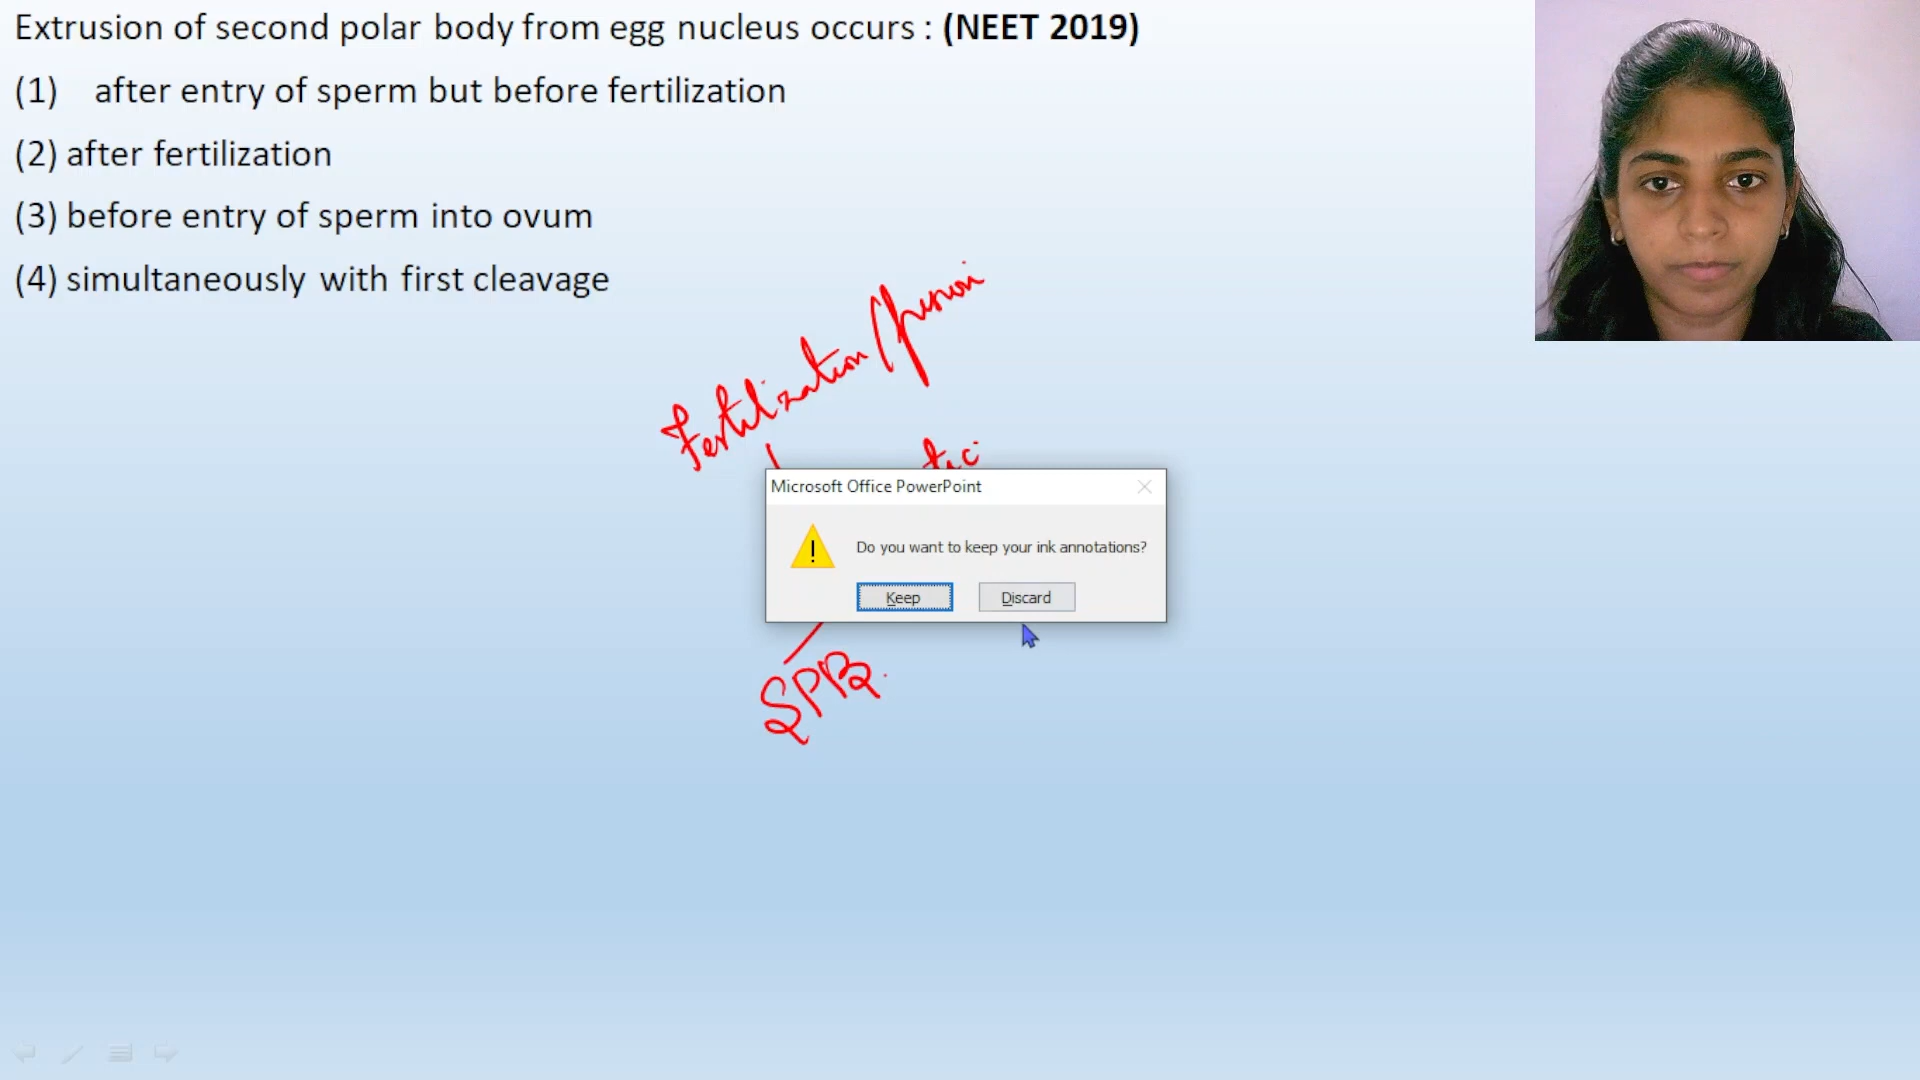 Extrusion of second polar body from egg nucleus occurs : (NEET 2019)
(1) after entry of sperm but before fertilization
(2) after fertilization
(3) before entry of sperm into ovum
(4) simultaneously with first cleavage
Fertilization/fusion
Microsoft Office PowerPoint
Do you want to keep your ink annotations?
Keep Discard